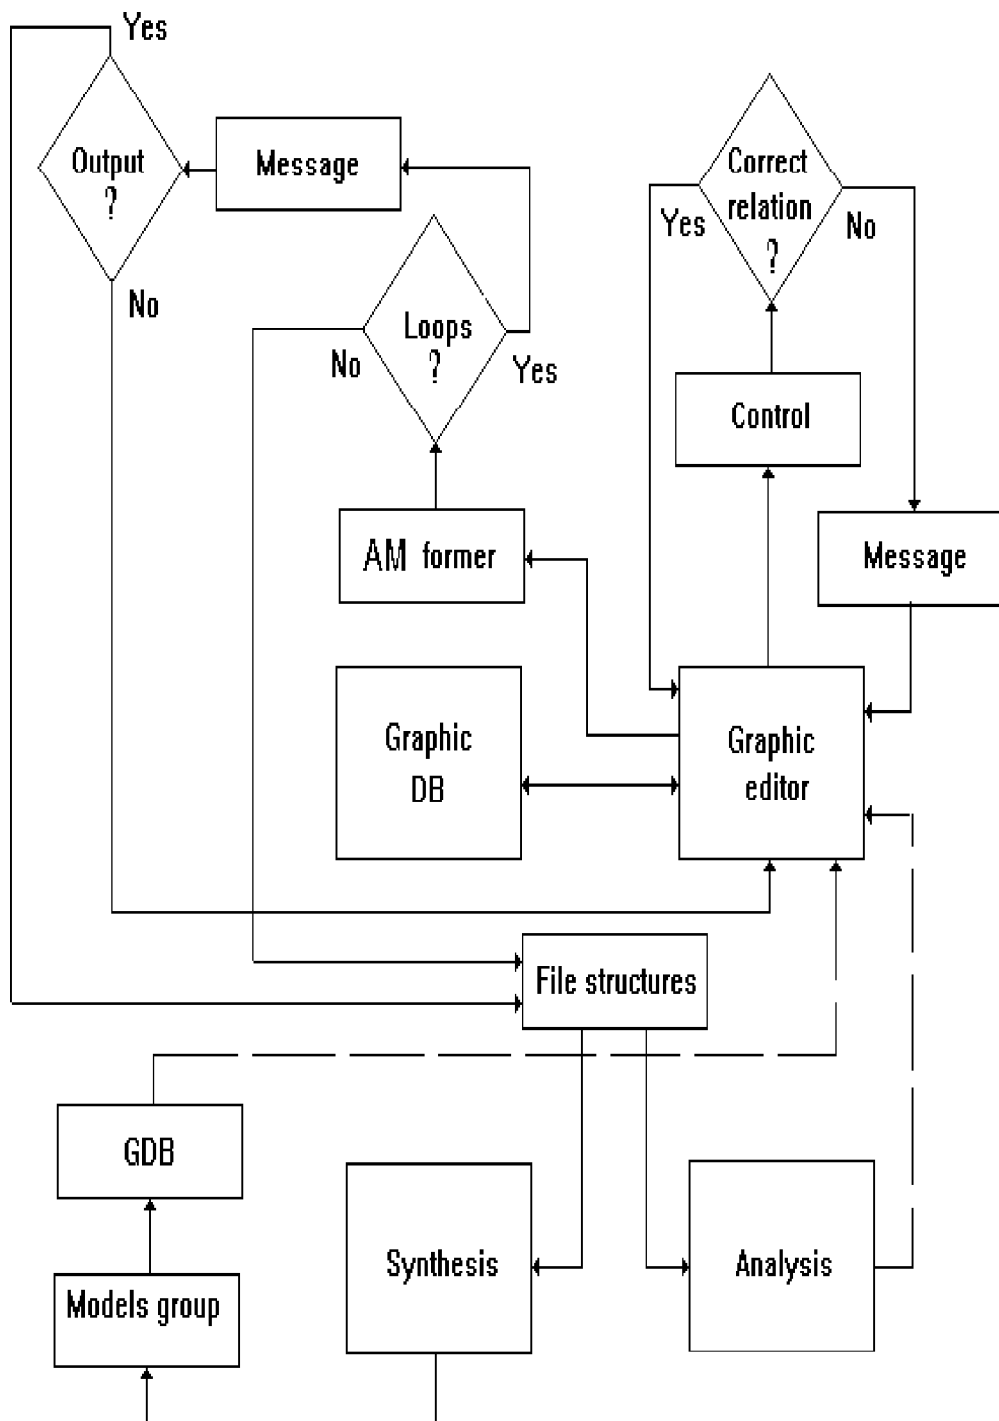 Yes
Output
?
Message
Correct
relation
?
Yes
No
No
Loops
?
No
Yes
Control
AM former
Message
Graphic
DB
Graphic
editor
File structures
GDB
Synthesis
Analysis
Models group